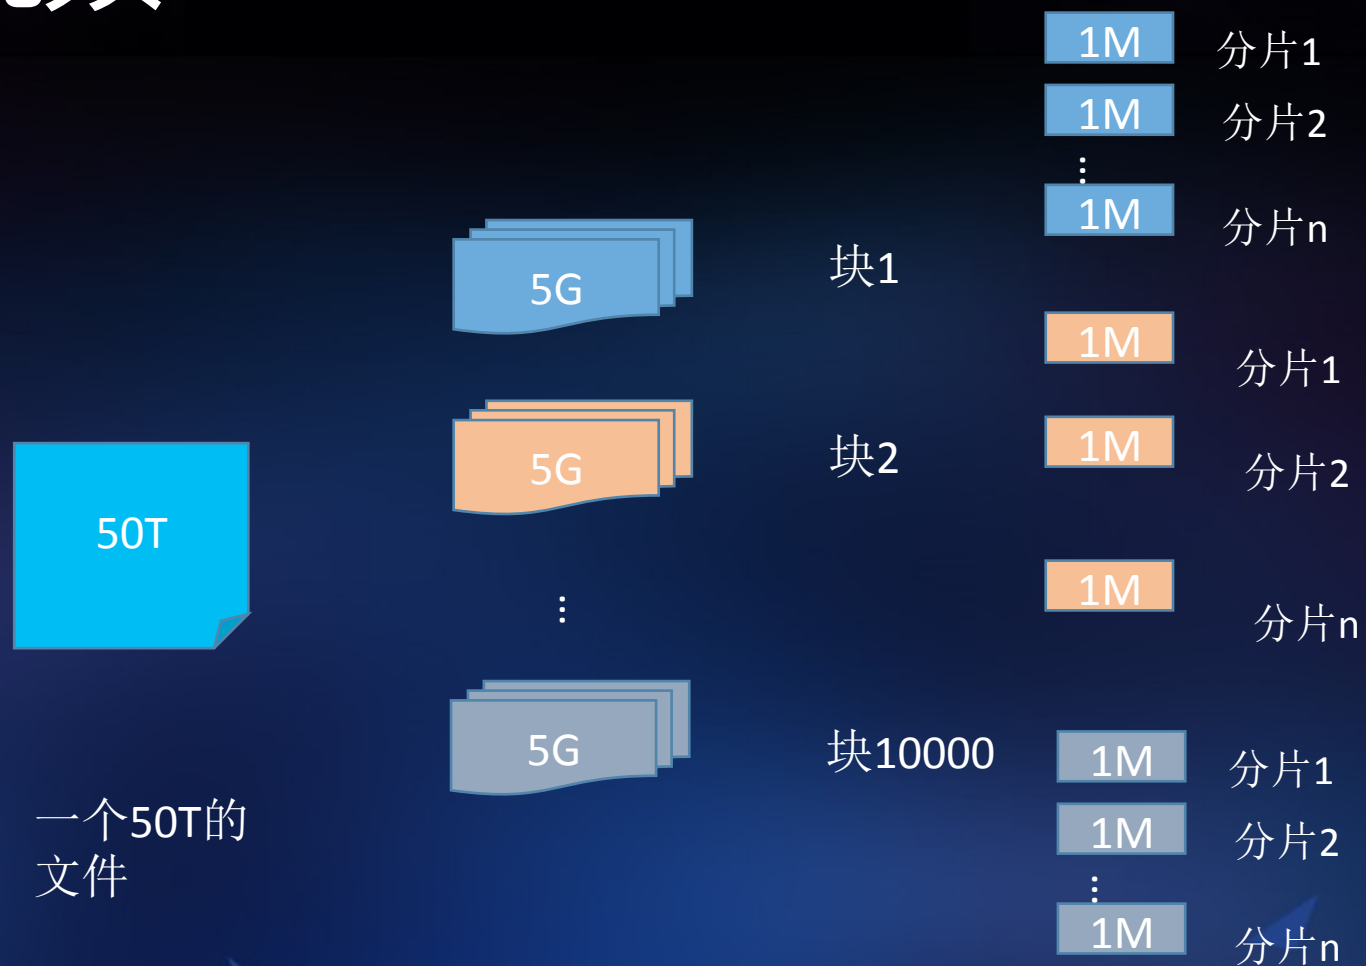 1M 分片1
1M 分片2
⋮
1M 分片n
5G 块1
1M 分片1
5G 块2
1M 分片2
50T
1M 分片n
⋮
5G 块10000
1M 分片1
一个50T的
文件
1M 分片2
⋮
1M 分片n